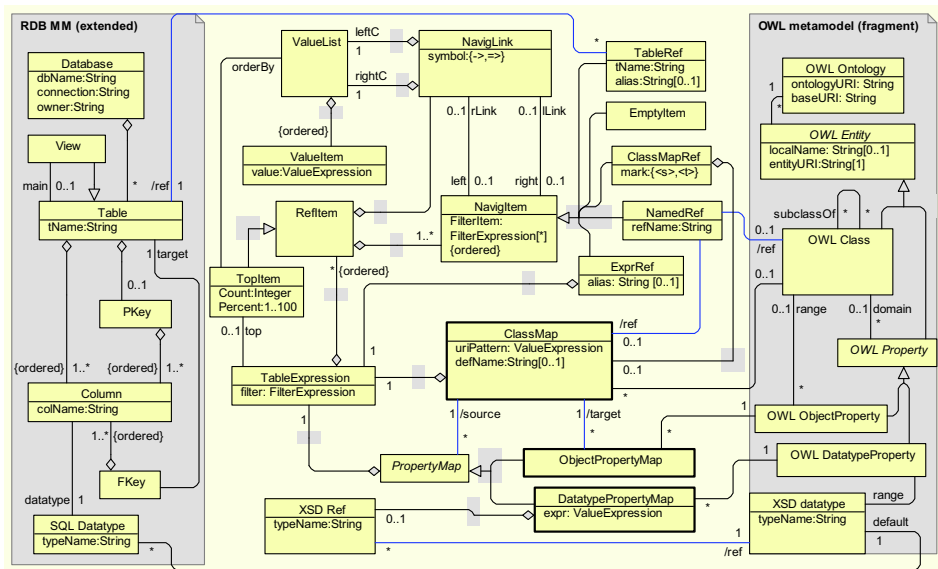 RDB MM (extended)
Database
dbName:String
connection:String
owner:String
View
main
0..1
*
/ref
1
Table
tName:String
1
target
0..1
PKey
{ordered}
{ordered}
1..*
Column
colName:String
1..*
{ordered}
FKey
datatype
1
SQL Datatype
typeName:String
*
ValueList
leftC
1
rightC
1
orderBy
{ordered}
ValueItem
value:ValueExpression
NavigLink
symbol:{->,=>}
0..1
rLink
0..1
lLink
left
0..1
right
0..1
RefItem
1..*
*
{ordered}
NavigItem
FilterItem:
FilterExpression[*]
{ordered}
TopItem
Count:Integer
Percent:1..100
0..1
top
1
TableExpression
filter: FilterExpression
1
1
*
TableRef
tName:String
alias:String[0..1]
EmptyItem
ClassMapRef
mark:{<s>,<t>}
NamedRef
refName:String
ExprRef
alias: String [0..1]
ClassMap
uriPattern: ValueExpression
defName:String[0..1]
/ref
0..1
0..1
*
1
/source
*
1
/target
*
PropertyMap
ObjectPropertyMap
*
DatatypePropertyMap
expr: ValueExpression
*
XSD Ref
typeName:String
0..1
*
OWL metamodel (fragment)
OWL Ontology
ontologyURI: String
baseURI: String
1
*
OWL Entity
localName: String[0..1]
entityURI:String[1]
subclassOf
*
*
0..1
/ref
OWL Class
0..1
0..1
range
0..1
domain
*
OWL Property
*
1
OWL ObjectProperty
1
OWL DatatypeProperty
XSD datatype
typeName:String
range
default
1
1
/ref